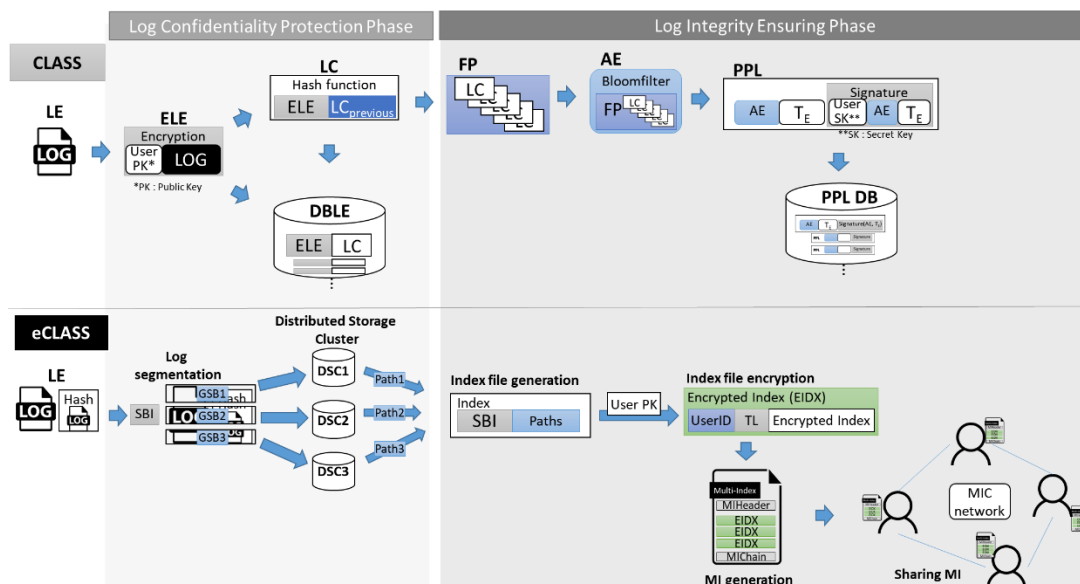 Log Confidentiality Protection Phase
Log Integrity Ensuring Phase
CLASS
LE
LOG
ELE
Encryption
User
PK*
LOG
*PK : Public Key
LC
Hash function
ELE
LCprevious
DBLE
ELE
LC
FP
LC
AE
Bloomfilter
FP
PPL
AE
TE
Signature
User
SK**
AE
TE
**SK : Secret Key
PPL DB
AE
TE
Signature(AE, TE)
eCLASS
LE
LOG
Hash
LOG
SBI
Log
segmentation
GSB1
GSB2
GSB3
Distributed Storage
Cluster
DSC1
DSC2
DSC3
Path1
Path2
Path3
Index file generation
Index
SBI
Paths
User PK
Index file encryption
Encrypted Index (EIDX)
UserID
TL
Encrypted Index
Multi-Index
MIHeader
EIDX
EIDX
EIDX
MIChain
MI generation
MIC
network
Sharing MI